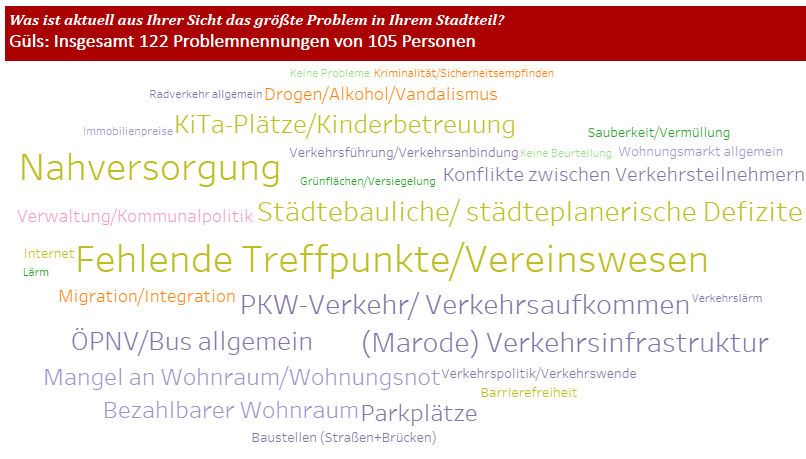 Was ist aktuell aus Ihrer Sicht das größte Problem in Ihrem Stadtteil?
Güls: Insgesamt 122 Problemnennungen von 105 Personen
Keine Probleme Kriminalität/Sicherheitsempfinden
Radverkehr allgemein Drogen/Alkohol/Vandalismus
Immobilienpreise KiTa-Plätze/Kinderbetreuung Sauberkeit/Vermüllung
Nahversorgung Verkehrsführung/Verkehrsanbindung Keine Beurteilung Wohnungsmarkt allgemein
Grünflächen/Versiegelung Konflikte zwischen Verkehrsteilnehmern
Verwaltung/Kommunalpolitik Städtebauliche/ städteplanerische Defizite
Internet Fehlende Treffpunkte/Vereinswesen
Lärm
Migration/Integration PKW-Verkehr/ Verkehrsaufkommen Verkehrslärm
ÖPNV/Bus allgemein (Marode) Verkehrsinfrastruktur
Mangel an Wohnraum/Wohnungsnot Verkehrspolitik/Verkehrswende
Barrierefreiheit
Bezahlbarer Wohnraum Parkplätze
Baustellen (Straßen+Brücken)